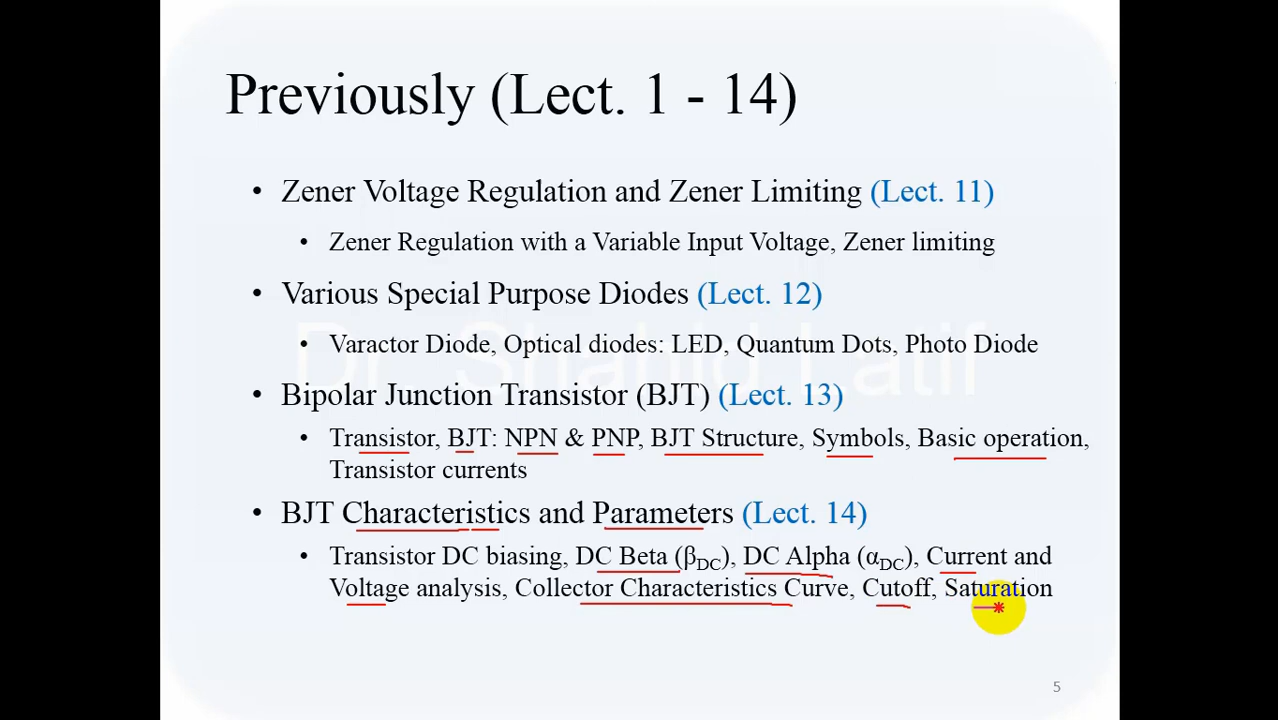 Previously (Lect. 1 - 14)
• Zener Voltage Regulation and Zener Limiting (Lect. 11)
• Zener Regulation with a Variable Input Voltage, Zener limiting
• Various Special Purpose Diodes (Lect. 12)
Dr. Shahid Latif
• Varactor Diode, Optical diodes: LED, Quantum Dots, Photo Diode
• Bipolar Junction Transistor (BJT) (Lect. 13)
• Transistor, BJT: NPN & PNP, BJT Structure, Symbols, Basic operation,
Transistor currents
• BJT Characteristics and Parameters (Lect. 14)
• Transistor DC biasing, DC Beta (βDC), DC Alpha (αDC), Current and
Voltage analysis, Collector Characteristics Curve, Cutoff, Saturation
5